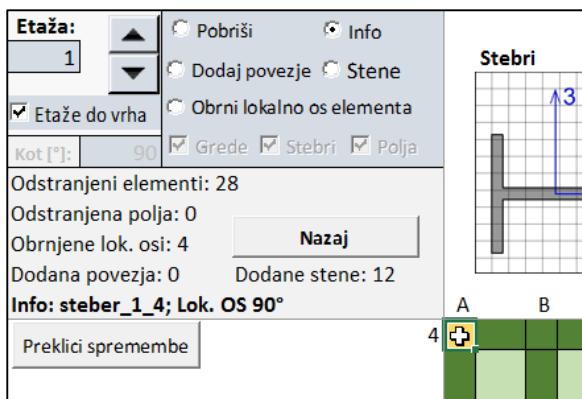 Etaža:
1
Etaže do vrha
Kot [°]: 90
Pobriši Info
Dodaj povezje Stene
Obrni lokalno os elementa
Grede Stebri Polja
Odstranjeni elementi: 28
Odstranjena polja: 0
Obrnjene lok. osi: 4
Nazaj
Dodana povezja: 0 Dodane stene: 12
Info: steber_1_4; Lok. OS 90°
Preklici spremembe
Stebri
3
A B
4